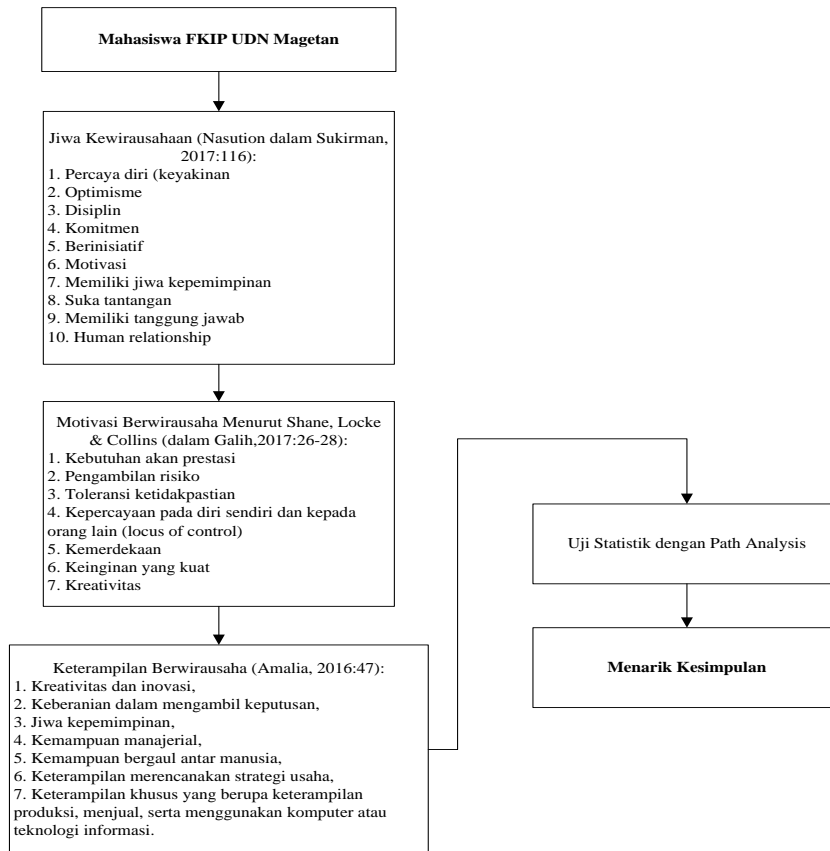 Mahasiswa FKIP UDN Magetan
Jiwa Kewirausahaan (Nasution dalam Sukirman,
2017:116):
1. Percaya diri (keyakinan
2. Optimisme
3. Disiplin
4. Komitmen
5. Berinisiatif
6. Motivasi
7. Memiliki jiwa kepemimpinan
8. Suka tantangan
9. Memiliki tanggung jawab
10. Human relationship
Motivasi Berwirausaha Menurut Shane, Locke
& Collins (dalam Galih,2017:26-28):
1. Kebutuhan akan prestasi
2. Pengambilan risiko
3. Toleransi ketidakpastian
4. Kepercayaan pada diri sendiri dan kepada
orang lain (locus of control)
5. Kemerdekaan
6. Keinginan yang kuat
7. Kreativitas
Keterampilan Berwirausaha (Amalia, 2016:47):
1. Kreativitas dan inovasi,
2. Keberanian dalam mengambil keputusan,
3. Jiwa kepemimpinan,
4. Kemampuan manajerial,
5. Kemampuan bergaul antar manusia,
6. Keterampilan merencanakan strategi usaha,
7. Keterampilan khusus yang berupa keterampilan
produksi, menjual, serta menggunakan komputer atau
teknologi informasi.
Uji Statistik dengan Path Analysis
Menarik Kesimpulan